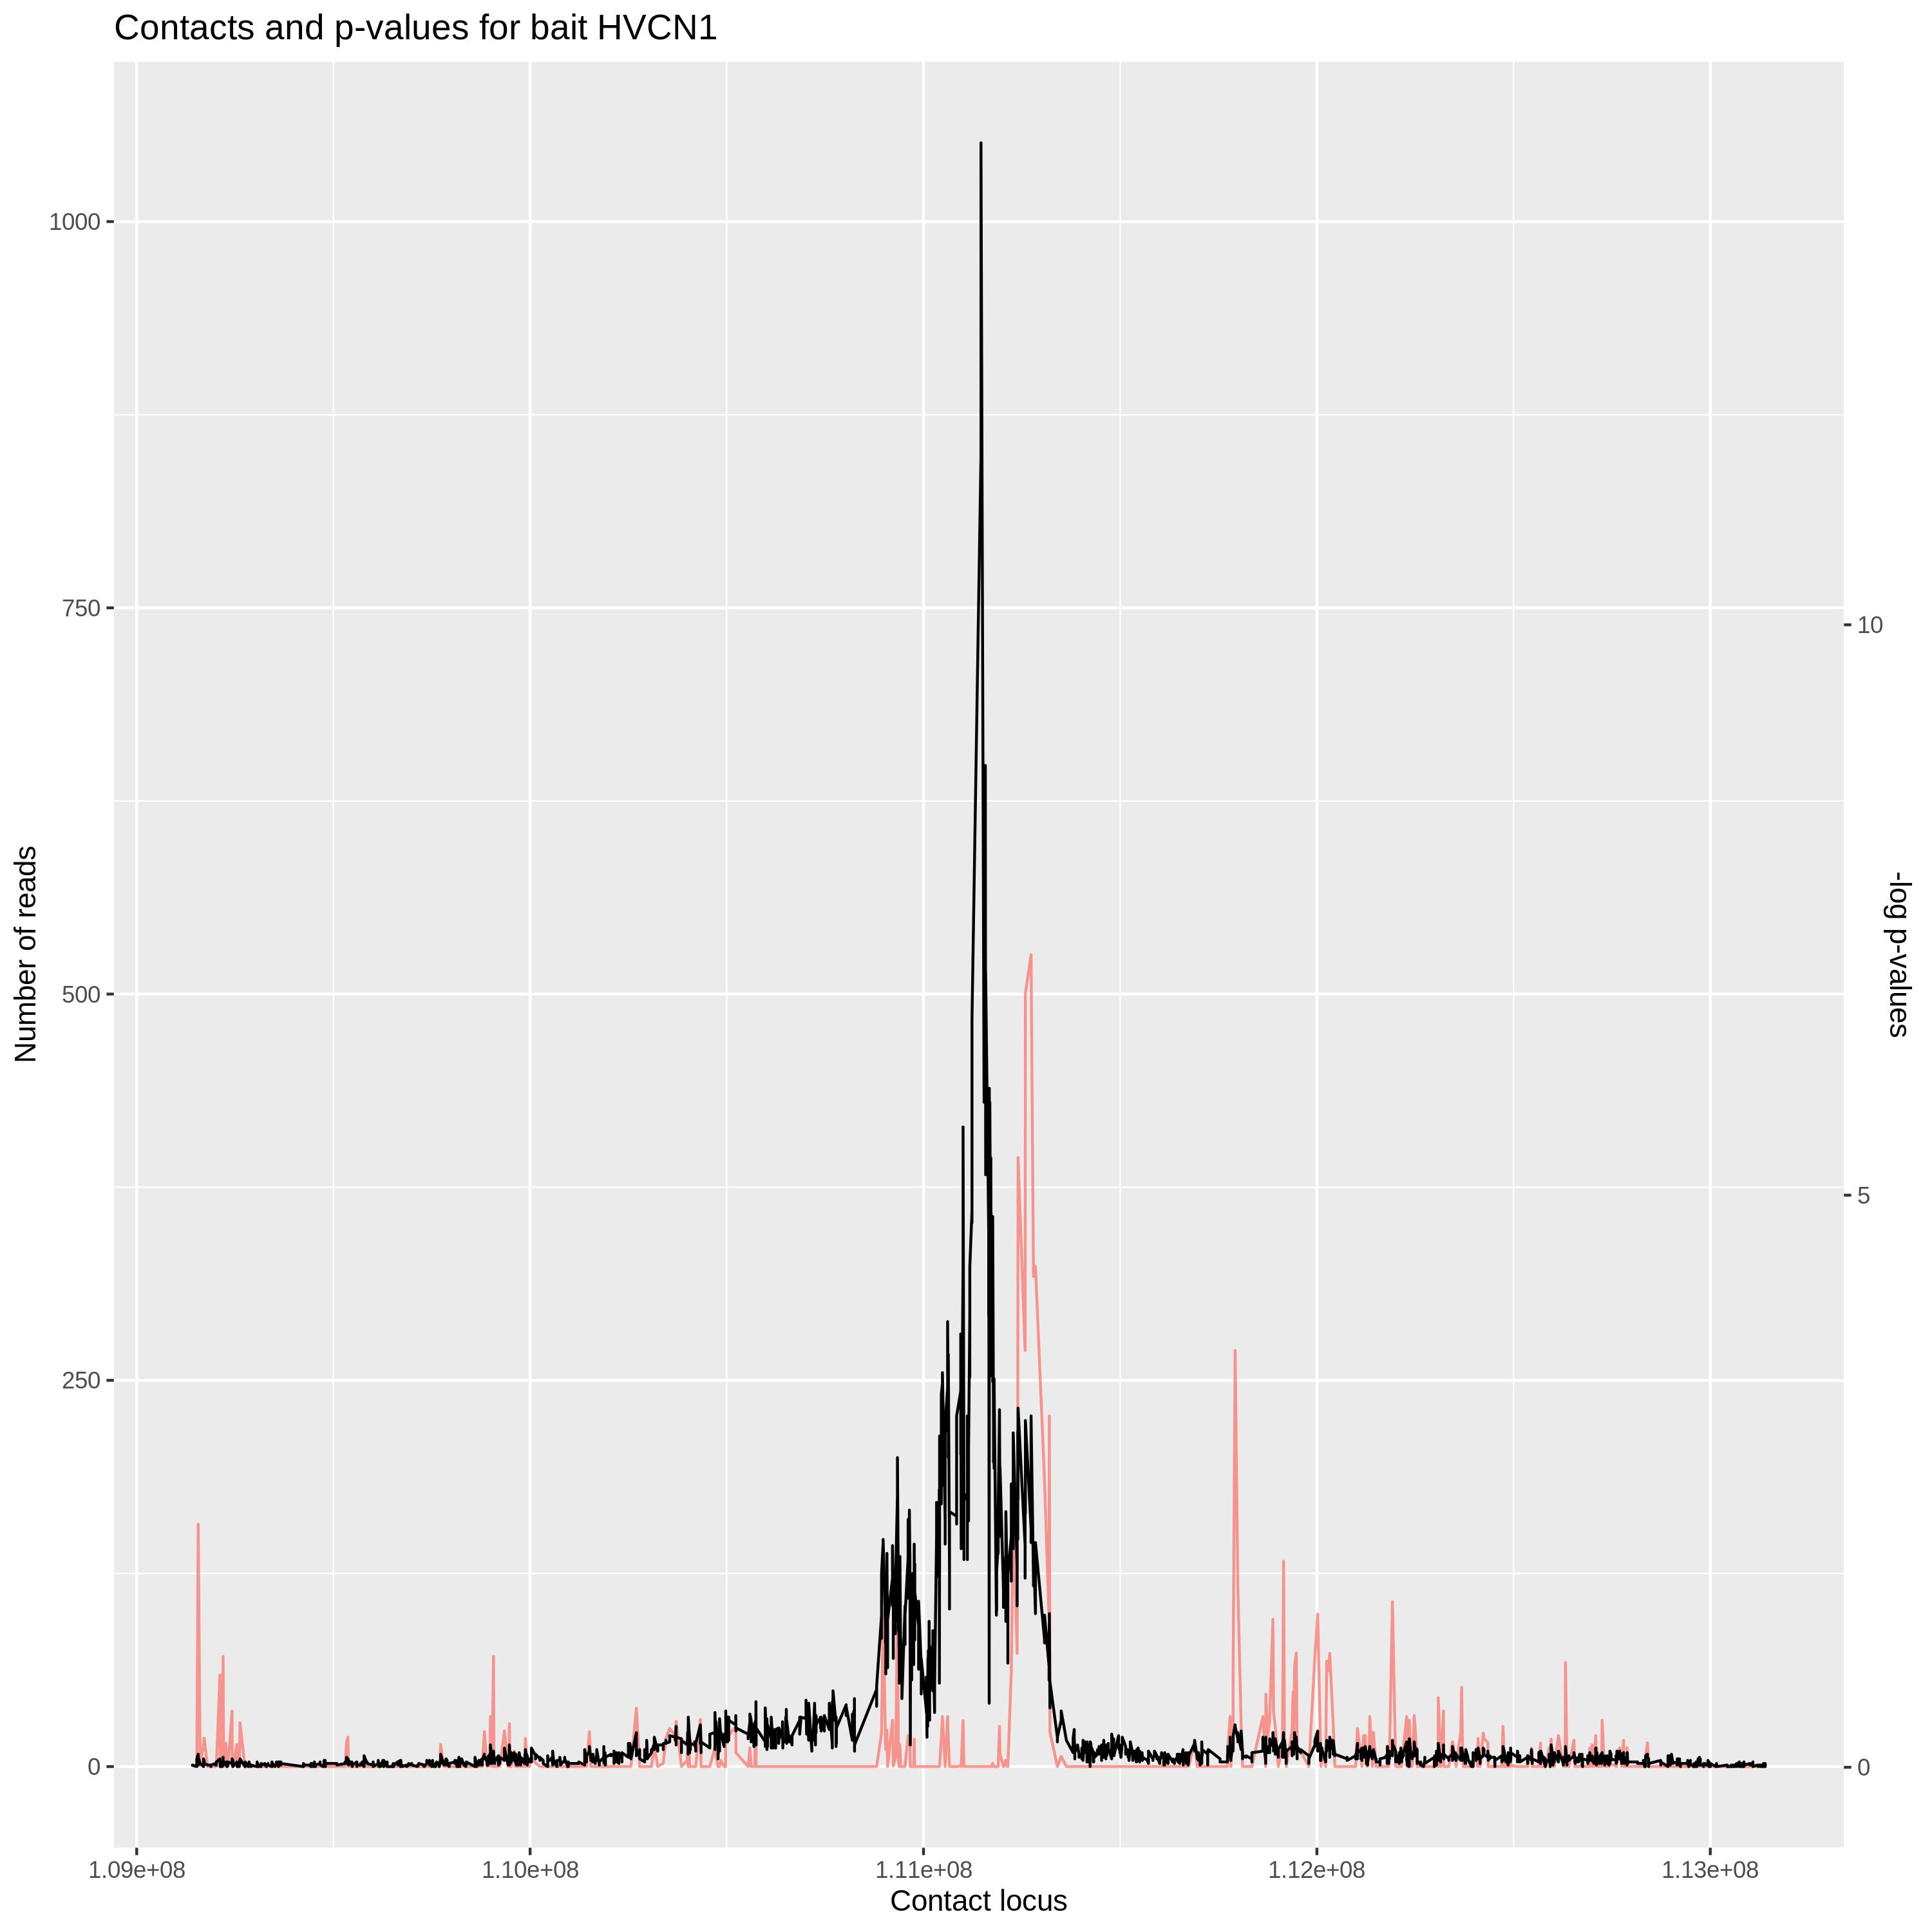 Contacts and p-values for bait HVCN1
1000
750
500
250
0
Number of reads
10
5
0
-log p-values
1.09e+08
1.10e+08
1.11e+08
1.12e+08
1.13e+08
Contact locus